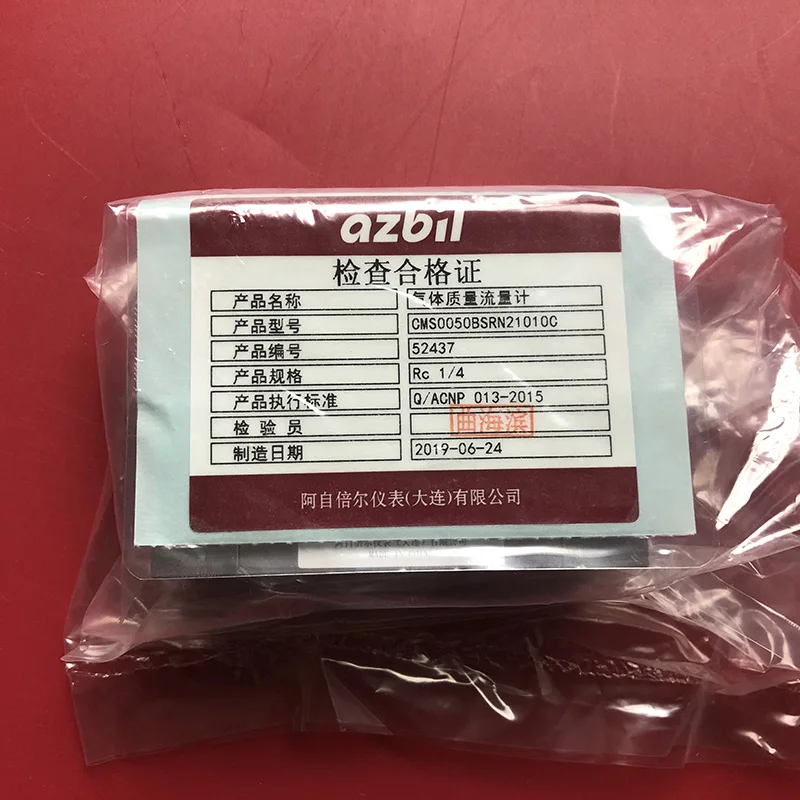 azbil
检查合格证
产品名称 气体质量流量计
产品型号 CMS0050BSRN21010C
产品编号 52437
产品规格 Rc 1/4
产品执行标准 Q/ACNP 013-2015
检验员 曲海滨
制造日期 2019-06-24
阿自倍尔仪表(大连)有限公司